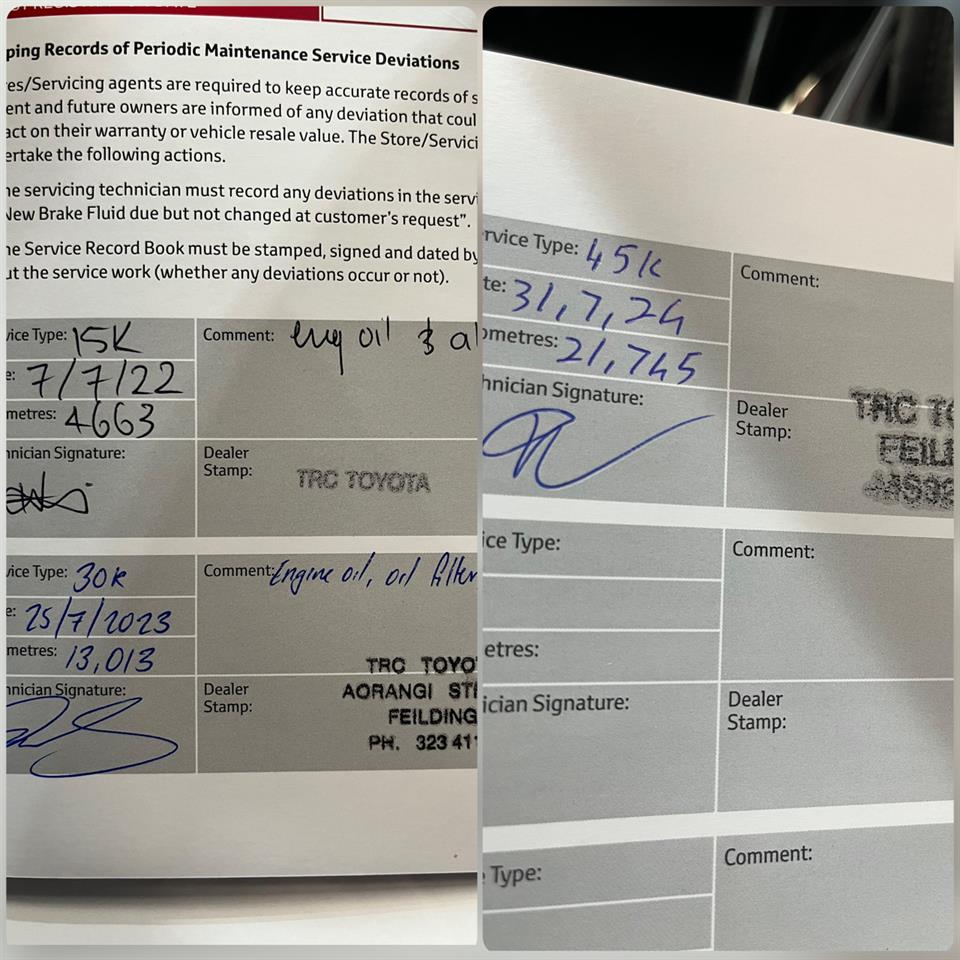 ping Records of Periodic Maintenance Service Deviations
es/Servicing agents are required to keep accurate records of s
ent and future owners are informed of any deviation that coul
act on their warranty or vehicle resale value. The Store/Servici
ertake the following actions.
e servicing technician must record any deviations in the servi
New Brake Fluid due but not changed at customer's request".
he Service Record Book must be stamped, signed and dated by
ut the service work (whether any deviations occur or not).
vice Type: 15K
Comment: eng oil & a
e: 7/7/22
metres: 4663
nician Signature:
Dealer
Stamp:
TRC TOYOTA
vice Type: 30k
Comment: Engine oil, oil filter
e: 25/7/2023
metres: 13,013
nician Signature:
Dealer
Stamp:
TRC TOYO
AORANGI ST
FEILDING
PH. 323 41
rvice Type: 45K
Comment:
te: 31,7,24
ometres: 21,745
hnician Signature:
Dealer
Stamp:
TRC TO
FEIL
ice Type:
Comment:
etres:
ician Signature:
Dealer
Stamp:
Type:
Comment: